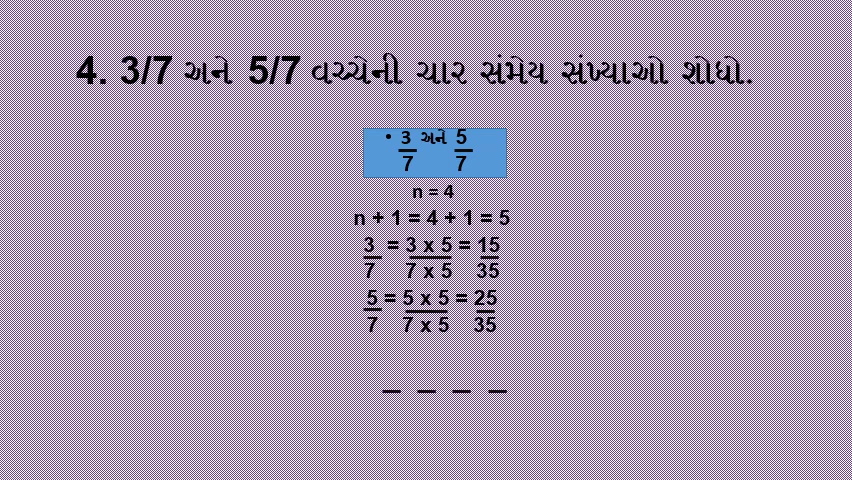 4. 3/7 અને 5/7 વચ્ચેની ચાર સંમેય સંખ્યાઓ શોધો.
• 3/7 અને 5/7
n = 4
n + 1 = 4 + 1 = 5
3/7 = 3 x 5/7 x 5 = 15/35
5/7 = 5 x 5/7 x 5 = 25/35